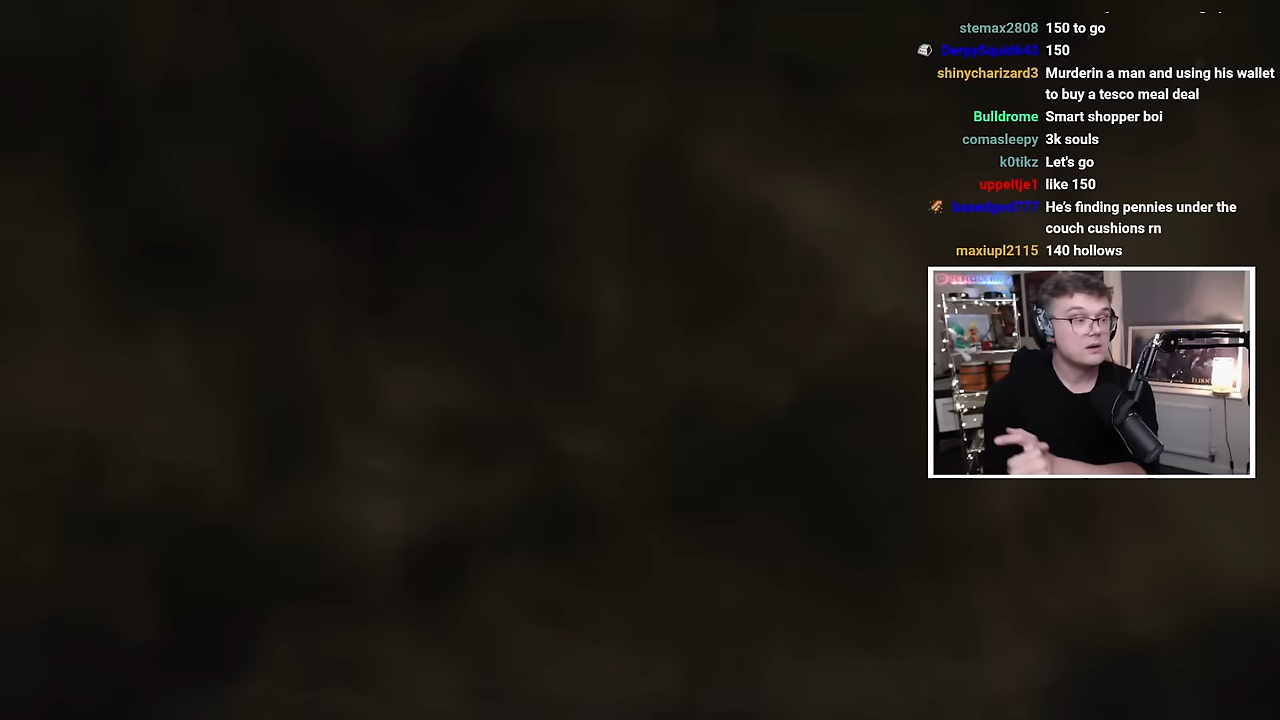 stemax2808 150 to go
DerpySquid643 150
shinycharizard3 Murderin a man and using his wallet
to buy a tesco meal deal
Bulldrome Smart shopper boi
comasleepy 3k souls
k0tikz Let's go
uppeltje1 like 150
basedgod777 He's finding pennies under the
couch cushions rn
maxiupl2115 140 hollows